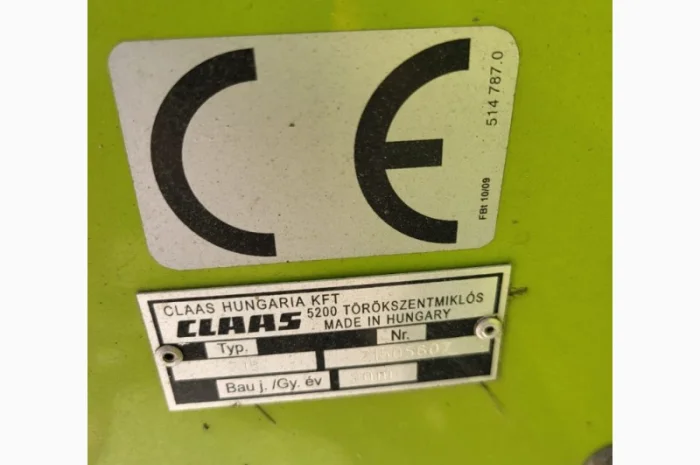 CE
514 787.0
FBt 10/09
CLAAS HUNGARIA KFT
CLAAS 5200 TÖRÖKSZENTMIKLÓS
MADE IN HUNGARY
Typ. Nr.
Bau j. /Gy. év